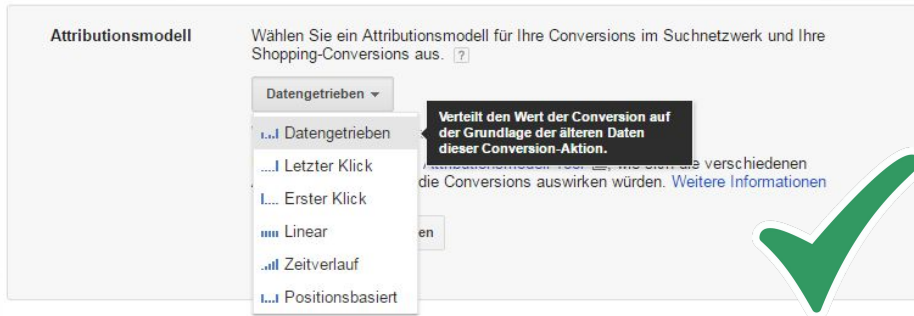 Attributionsmodell
Wählen Sie ein Attributionsmodell für Ihre Conversions im Suchnetzwerk und Ihre
Shopping-Conversions aus. ?
Datengetrieben
Datengetrieben
Verteilt den Wert der Conversion auf
der Grundlage der älteren Daten
dieser Conversion-Aktion.
Letzter Klick
die verschiedenen
Erster Klick
die Conversions auswirken würden. Weitere Informationen
Linear
en
Zeitverlauf
Positionsbasiert